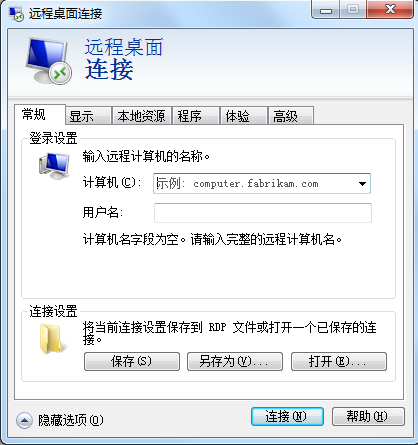 远程桌面连接
远程桌面
连接
常规 显示 本地资源 程序 体验 高级
登录设置
输入远程计算机的名称。
计算机(C): 示例: computer.fabrikam.com
用户名:
计算机名字段为空。请输入完整的远程计算机名。
连接设置
将当前连接设置保存到 RDP 文件或打开一个已保存的连
接。
保存(S) 另存为(V)... 打开(E)...
隐藏选项(O) 连接(N) 帮助(H)